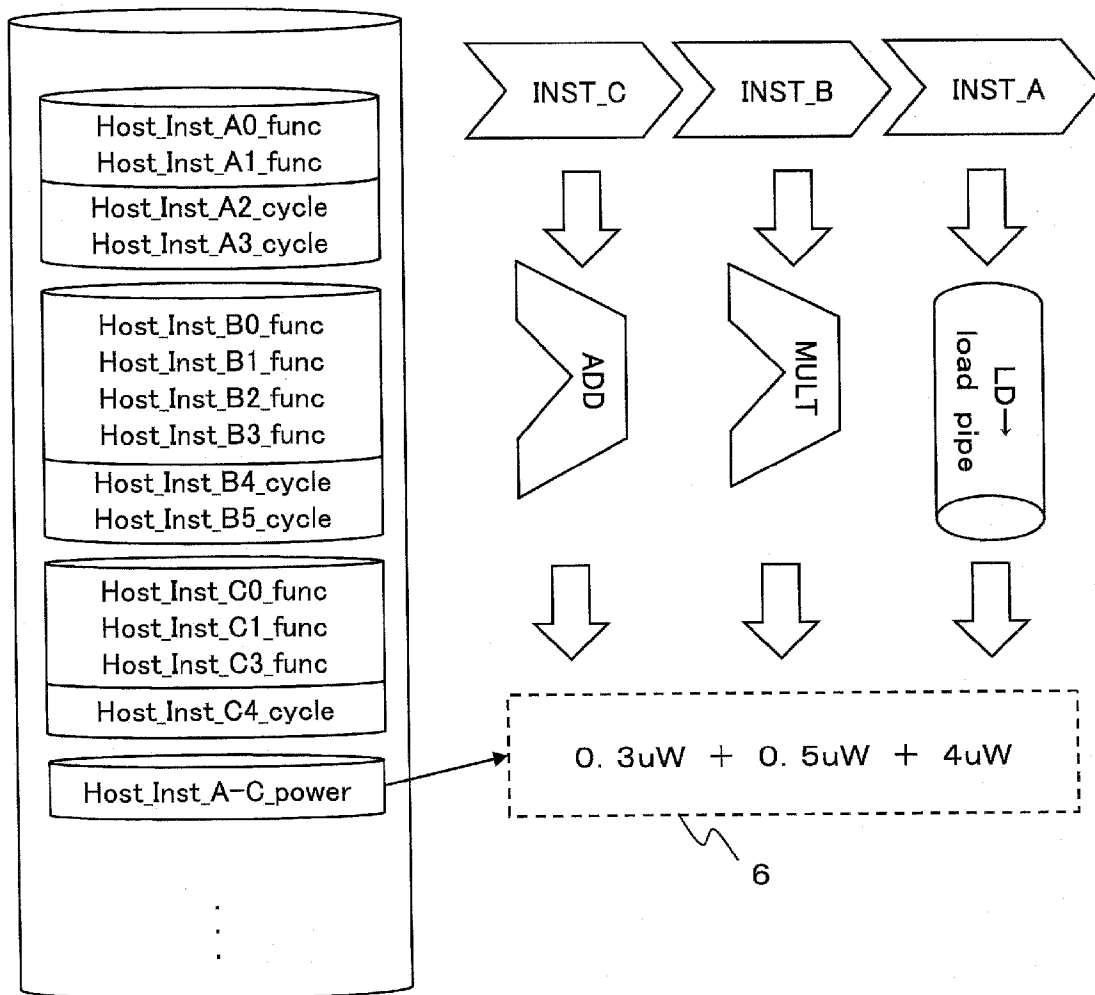 Host_Inst_A0_func
Host_Inst_A1_func
Host_Inst_A2_cycle
Host_Inst_A3_cycle
Host_Inst_B0_func
Host_Inst_B1_func
Host_Inst_B2_func
Host_Inst_B3_func
Host_Inst_B4_cycle
Host_Inst_B5_cycle
Host_Inst_C0_func
Host_Inst_C1_func
Host_Inst_C3_func
Host_Inst_C4_cycle
Host_Inst_A-C_power
INST_C
INST_B
INST_A
ADD
MULT
LD→
load pipe
0. 3uW + 0. 5uW + 4uW
6